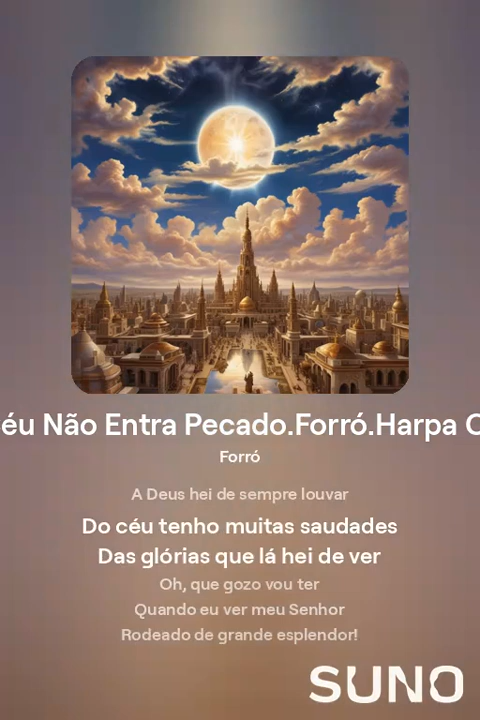 éu Não Entra Pecado.Forró.Harpa C
Forró
A Deus hei de sempre louvar
Do céu tenho muitas saudades
Das glórias que lá hei de ver
Oh, que gozo vou ter
Quando eu ver meu Senhor
Rodeado de grande esplendor!
SUNO